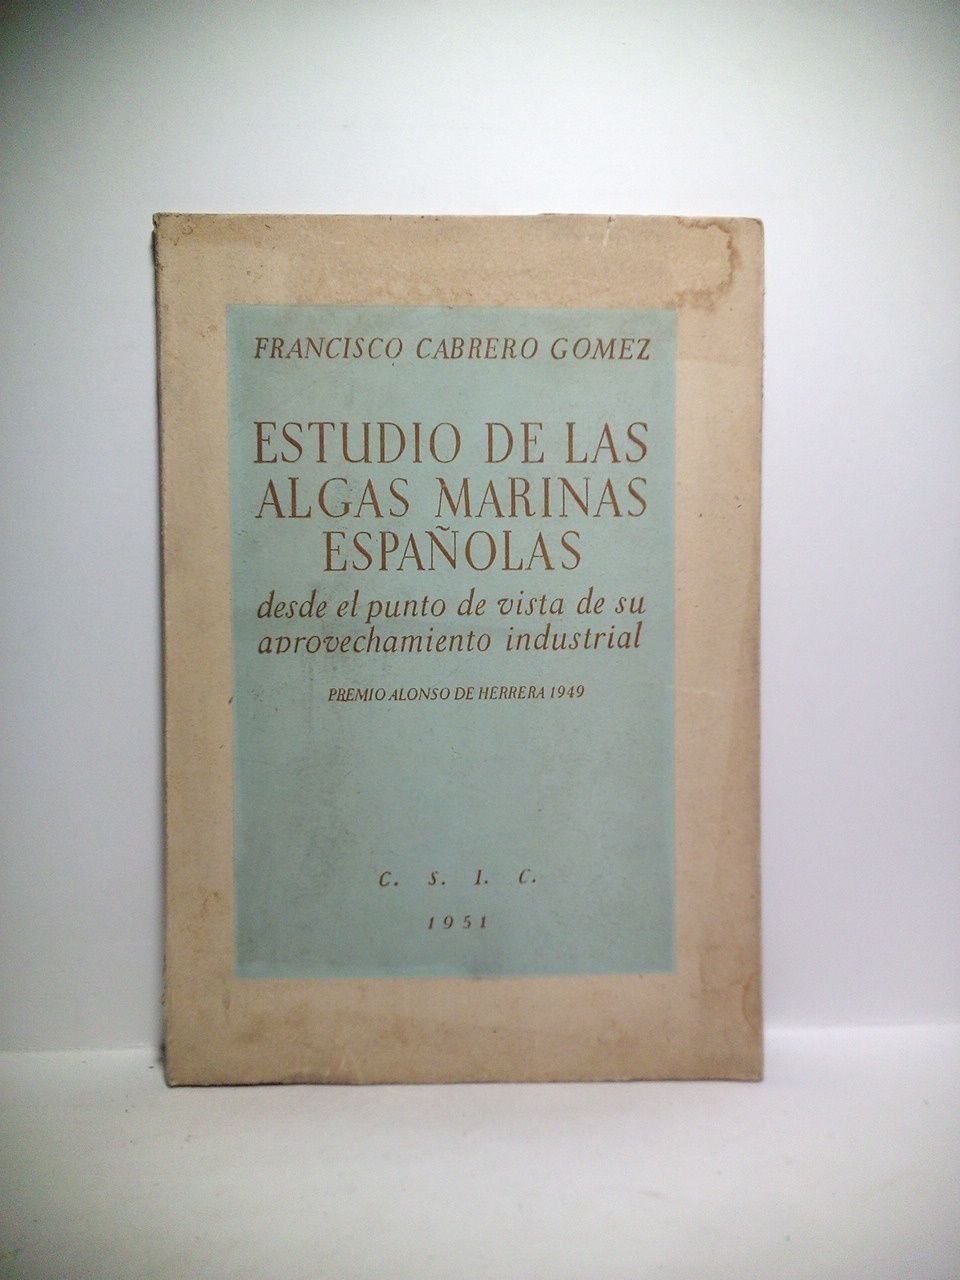 FRANCISCO CABRERO GOMEZ
ESTUDIO DE LAS
ALGAS MARINAS
ESPAÑOLAS
desde el punto de vista de su
aprovechamiento industrial
PREMIO ALONSO DE HERRERA 1949
C. S. I. C.
1951